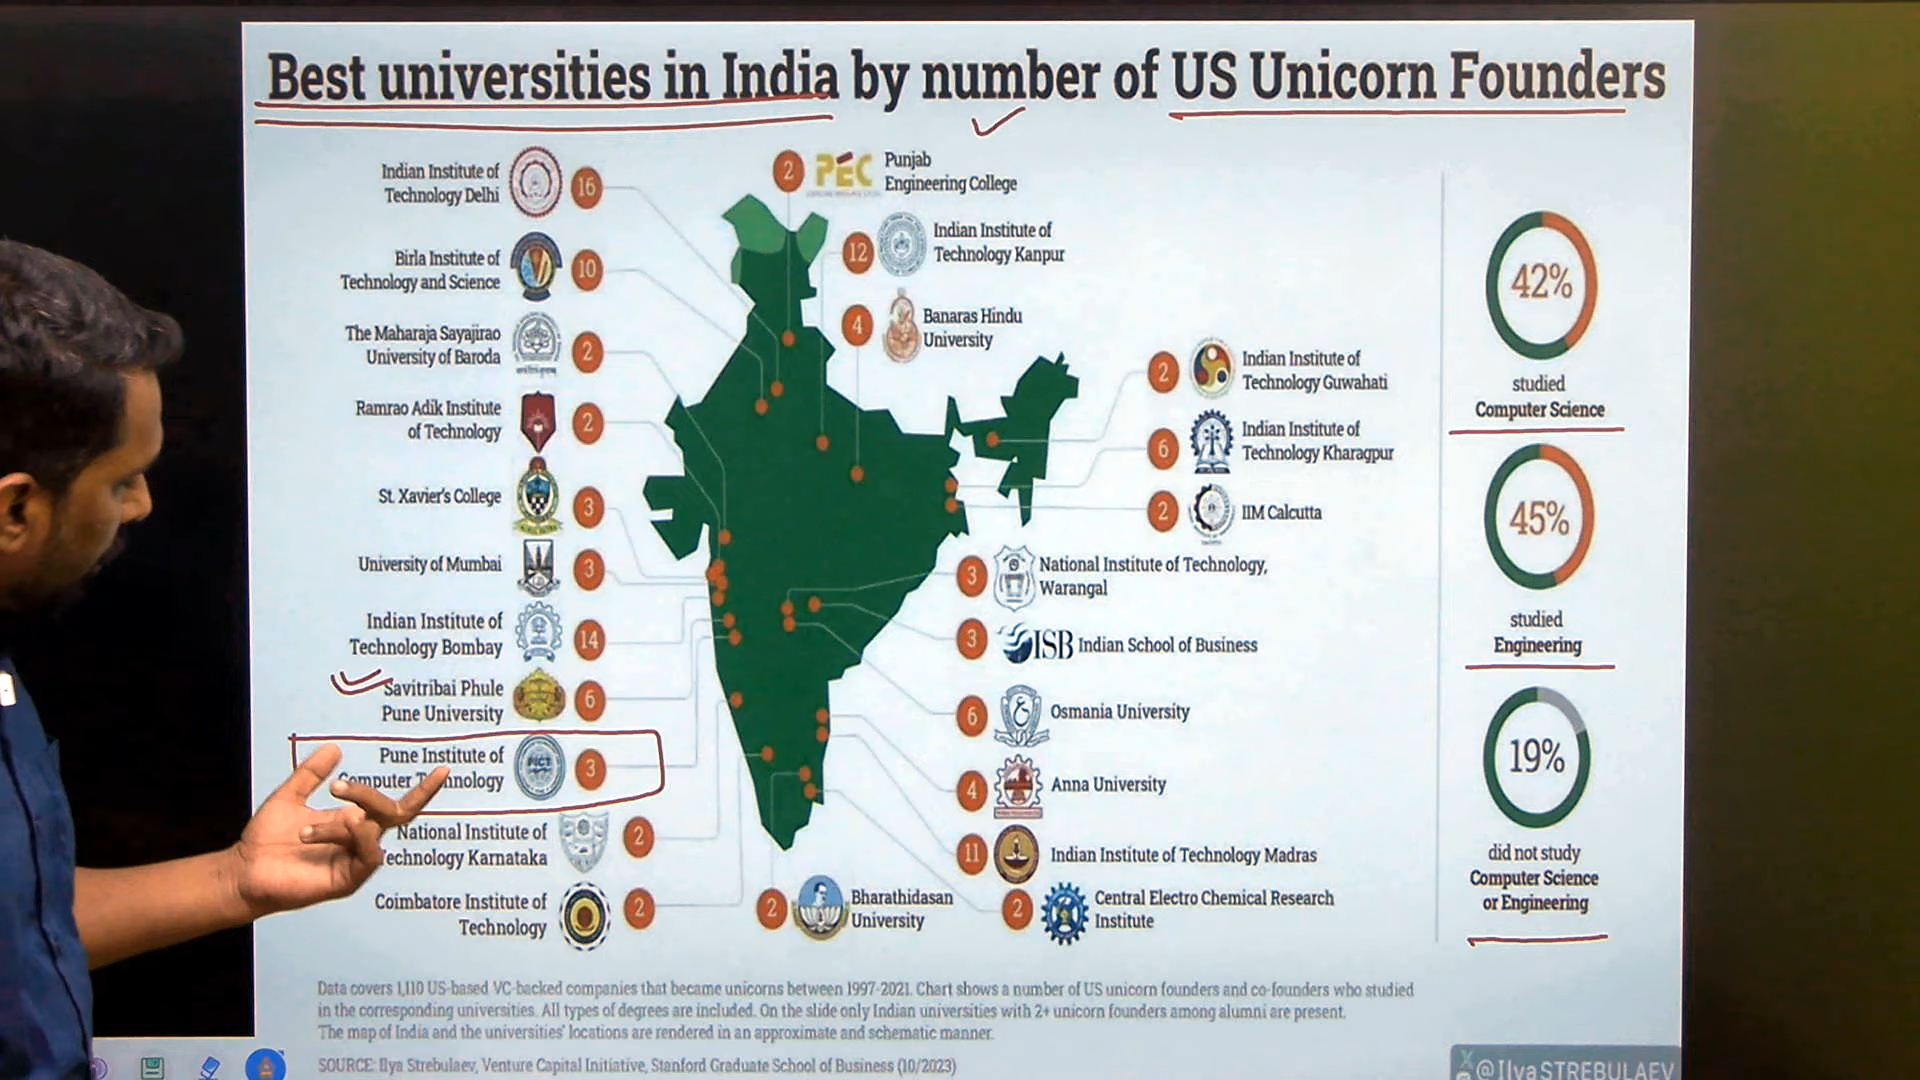 Best universities in India by number of US Unicorn Founders
Indian Institute of
Technology Delhi
16
Birla Institute of
Technology and Science
10
The Maharaja Sayajirao
University of Baroda
2
Ramrao Adik Institute
of Technology
2
St. Xavier's College
3
University of Mumbai
3
Indian Institute of
Technology Bombay
14
Savitribai Phule
Pune University
6
Pune Institute of
Technology
PICT
3
National Institute of
Technology Karnataka
2
Coimbatore Institute of
Technology
2
2
PEC
Punjab
Engineering College
12
Indian Institute of
Technology Kanpur
4
Banaras Hindu
University
2
Indian Institute of
Technology Guwahati
6
Indian Institute of
Technology Kharagpur
2
IIM Calcutta
3
National Institute of Technology,
Warangal
3
ISB Indian School of Business
6
Osmania University
4
Anna University
11
Indian Institute of Technology Madras
2
Bharathidasan
University
2
Central Electro Chemical Research
Institute
42%
studied
Computer Science
45%
studied
Engineering
19%
did not study
Computer Science
or Engineering
Data covers 1,110 US-based VC-backed companies that became unicorns between 1997-2021. Chart shows a number of US unicorn founders and co-founders who studied
in the corresponding universities. All types of degrees are included. On the slide only Indian universities with 2+ unicorn founders among alumni are present.
The map of India and the universities' locations are rendered in an approximate and schematic manner.
SOURCE: Ilya Strebulaev, Venture Capital Initiative, Stanford Graduate School of Business (10/2023)
@IlyaSTREBULAEV